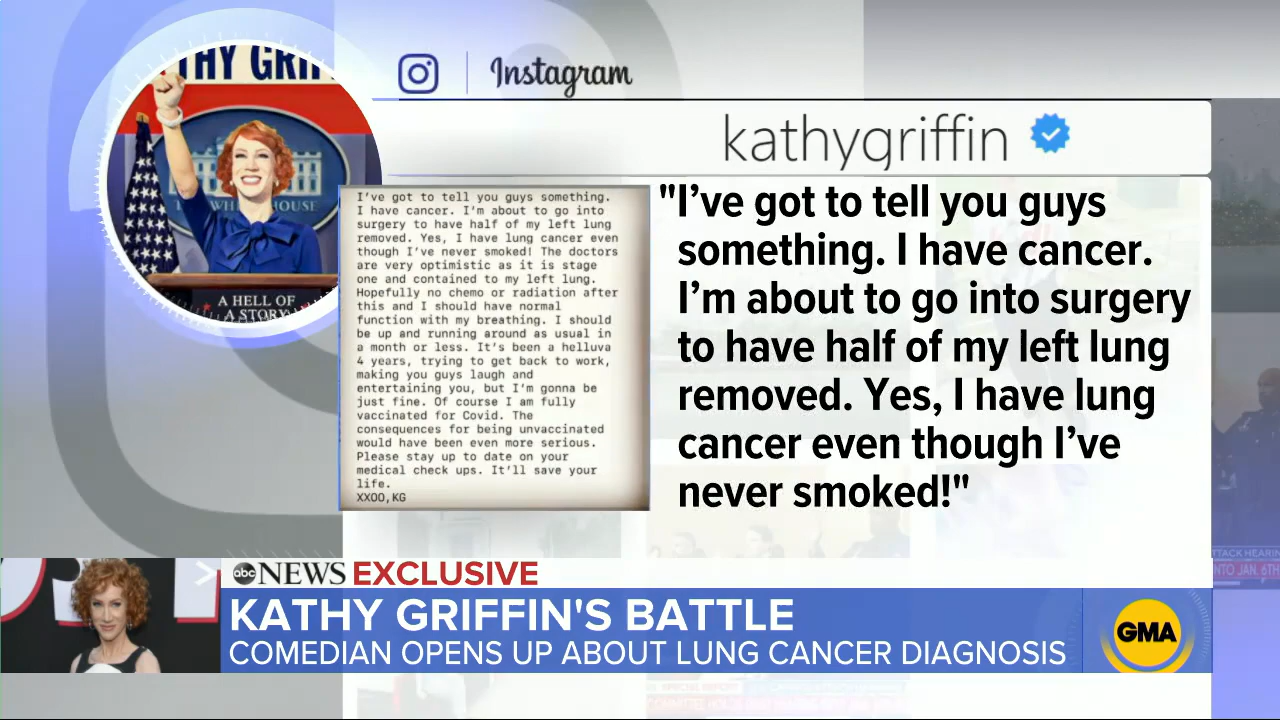 THY GRIFF
THE WHITE HOUSE
A HELL OF
A STORY
Instagram
kathygriffin
I've got to tell you guys something.
I have cancer. I'm about to go into
surgery to have half of my left lung
removed. Yes, I have lung cancer even
though I've never smoked! The doctors
are very optimistic as it is stage
one and contained to my left lung.
Hopefully no chemo or radiation after
this and I should have normal
function with my breathing. I should
be up and running around as usual in
a month or less. It's been a helluva
4 years, trying to get back to work,
making you guys laugh and
entertaining you, but I'm gonna be
just fine. Of course I am fully
vaccinated for Covid. The
consequences for being unvaccinated
would have been even more serious.
Please stay up to date on your
medical check ups. It'll save your
life.
XXOO,KG
"I've got to tell you guys
something. I have cancer.
I'm about to go into surgery
to have half of my left lung
removed. Yes, I have lung
cancer even though I've
never smoked!"
TTACK HEARIN
NTO JAN. 6TH
abc NEWS EXCLUSIVE
KATHY GRIFFIN'S BATTLE
COMEDIAN OPENS UP ABOUT LUNG CANCER DIAGNOSIS
GMA